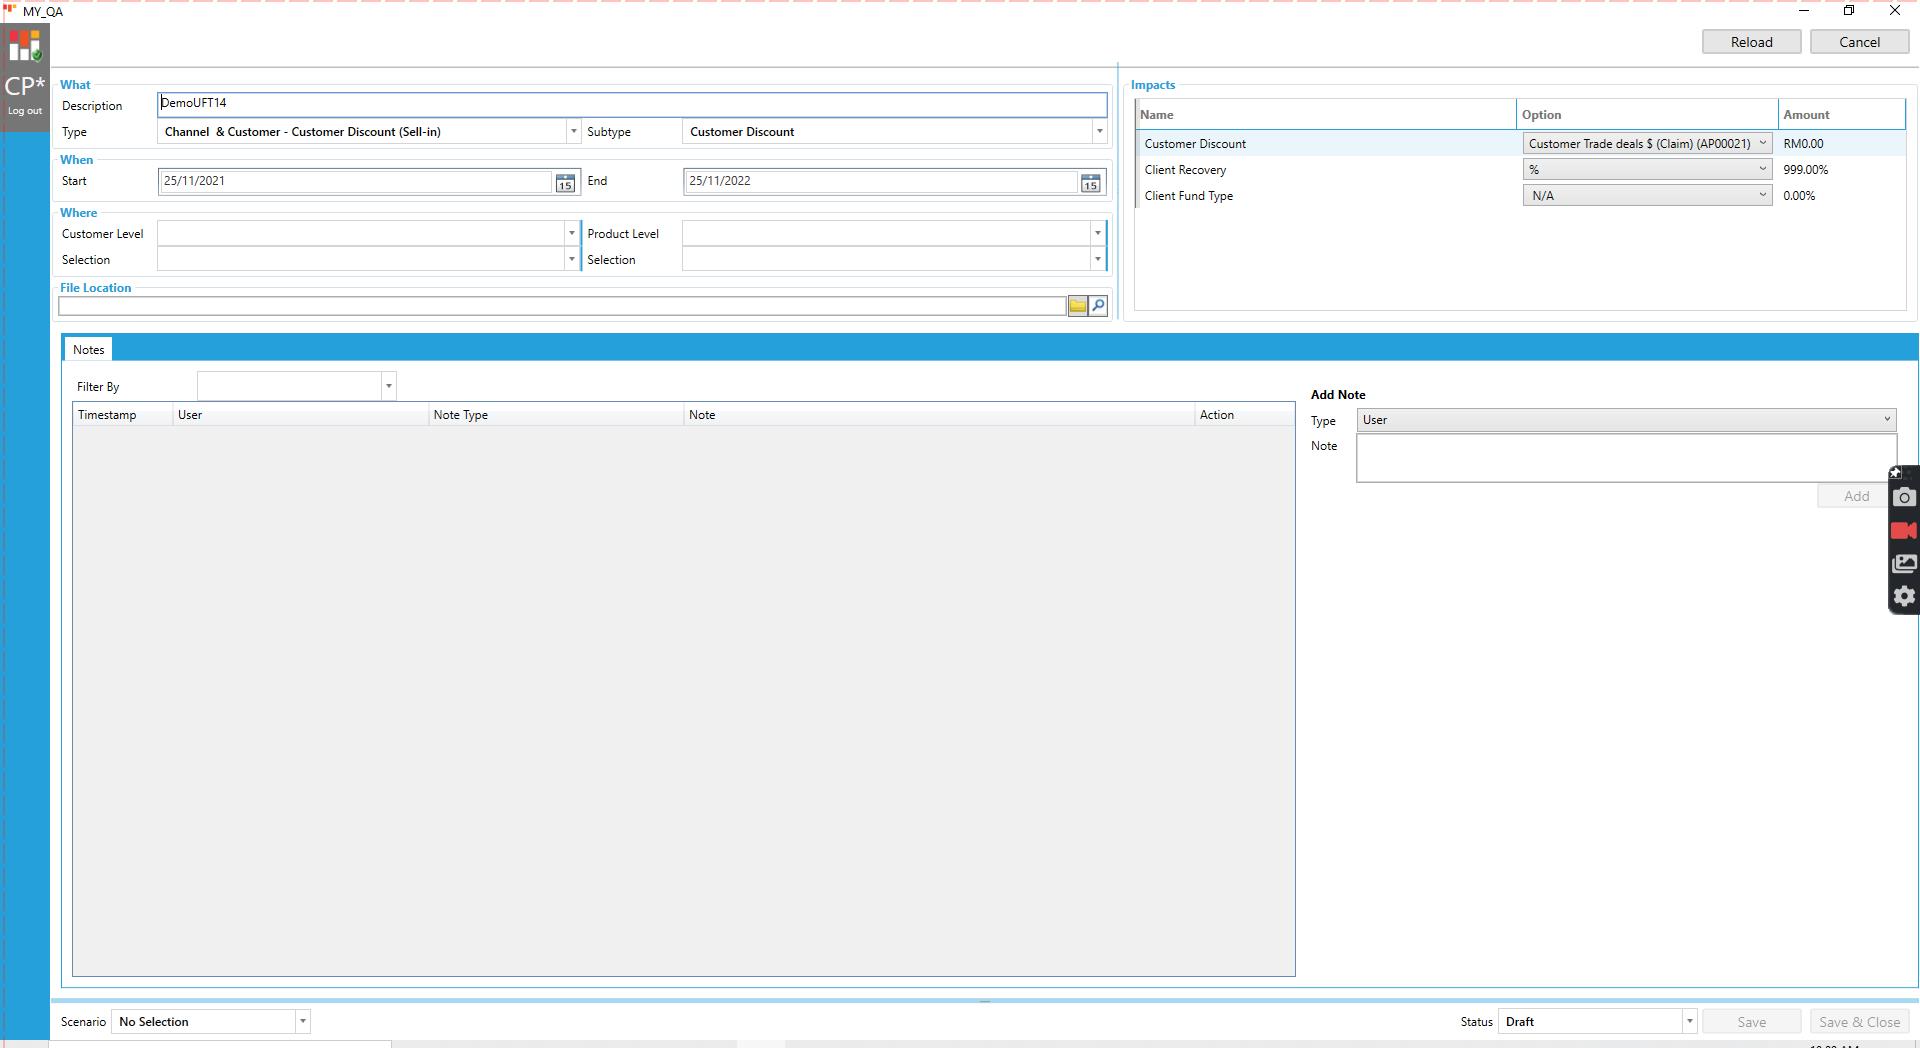 MY_QA
Reload Cancel
CP*
Log out
What
Description DemoUFT14
Type Channel & Customer - Customer Discount (Sell-in) Subtype Customer Discount
When
Start 25/11/2021 15 End 25/11/2022 15
Where
Customer Level Product Level
Selection Selection
File Location
Impacts
Name Option Amount
Customer Discount Customer Trade deals $ (Claim) (AP00021) RM0.00
Client Recovery % 999.00%
Client Fund Type N/A 0.00%
Notes
Filter By
Timestamp User Note Type Note Action
Add Note
Type User
Note
Add
Scenario No Selection Status Draft Save Save & Close